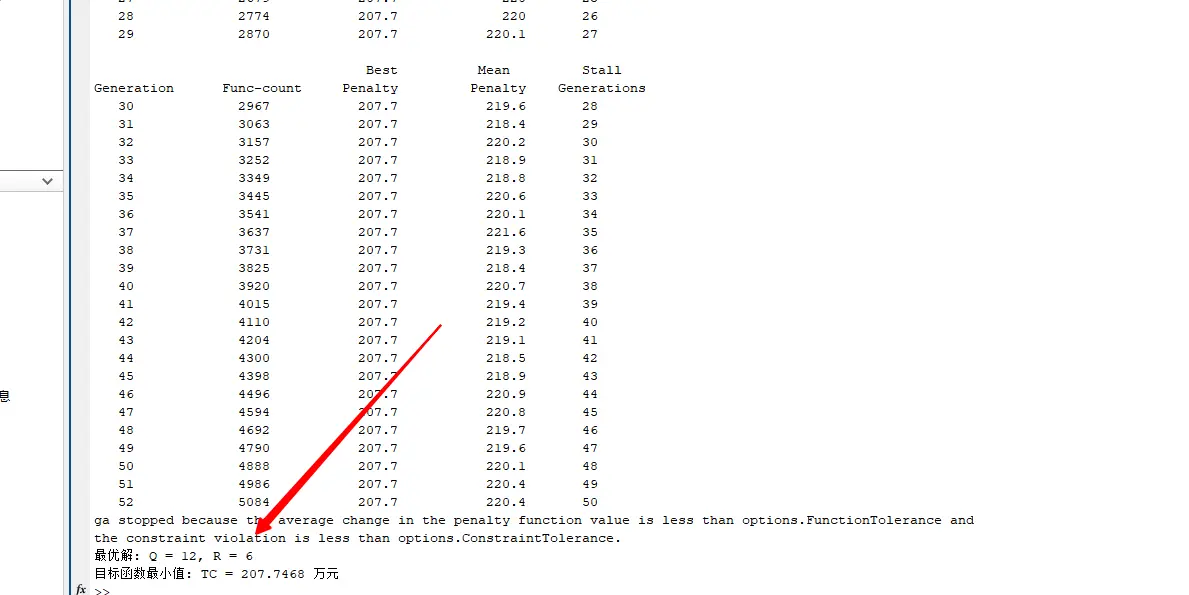 28 2774 207.7 220 26
29 2870 207.7 220.1 27
Best Mean Stall
Generation Func-count Penalty Penalty Generations
30 2967 207.7 219.6 28
31 3063 207.7 218.4 29
32 3157 207.7 220.2 30
33 3252 207.7 218.9 31
34 3349 207.7 218.8 32
35 3445 207.7 220.6 33
36 3541 207.7 220.1 34
37 3637 207.7 221.6 35
38 3731 207.7 219.3 36
39 3825 207.7 218.4 37
40 3920 207.7 220.7 38
41 4015 207.7 219.4 39
42 4110 207.7 219.2 40
43 4204 207.7 219.1 41
44 4300 207.7 218.5 42
45 4398 207.7 218.9 43
46 4496 207.7 220.9 44
47 4594 207.7 220.8 45
48 4692 207.7 219.7 46
49 4790 207.7 219.6 47
50 4888 207.7 220.1 48
51 4986 207.7 220.4 49
52 5084 207.7 220.4 50
ga stopped because the average change in the penalty function value is less than options.FunctionTolerance and
the constraint violation is less than options.ConstraintTolerance.
最优解: Q = 12, R = 6
目标函数最小值: TC = 207.7468 万元
fx >>
息